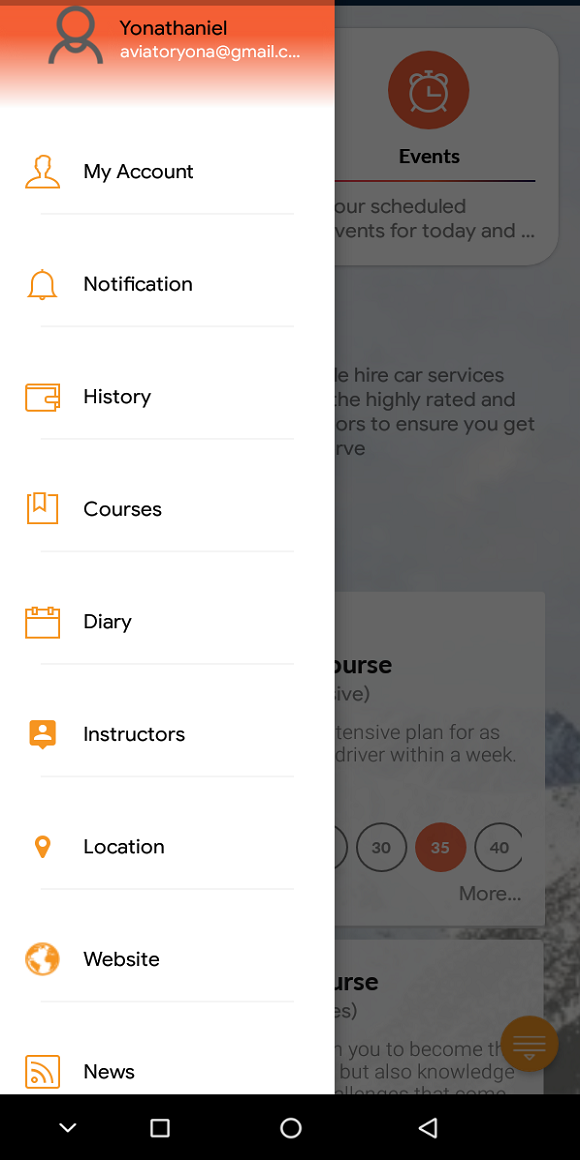 Yonathaniel
aviatoryona@gmail.c...
My Account
Notification
History
Courses
Diary
Instructors
Location
Website
News
Events
our scheduled
vents for today and ...
le hire car services
the highly rated and
ors to ensure you get
rve
ourse
ive)
tensive plan for as
driver within a week.
30 35 40
More...
urse
es)
n you to become th
but also knowledge